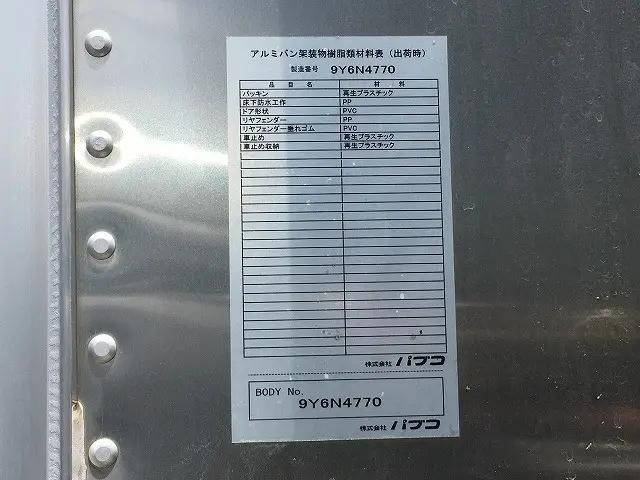 アルミバン架装物樹脂類材料表（出荷時）
製造番号 9Y6N4770
品目名 材料
パッキン 再生プラスチック
床下防水工作 PP
ドア形状 PVC
リヤフェンダー PP
リヤフェンダー垂れゴム PVC
車止め 再生プラスチック
車止め収納 再生プラスチック
株式会社 パブコ
BODY No.
9Y6N4770
株式会社 パブコ